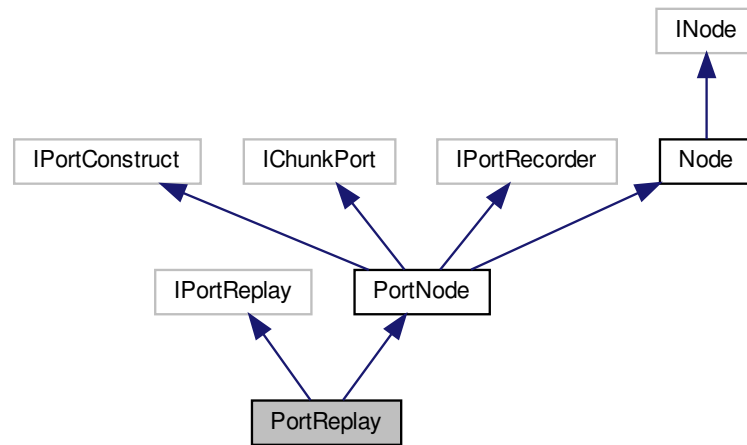 INode
IPortConstruct
IChunkPort
IPortRecorder
Node
IPortReplay
PortNode
PortReplay